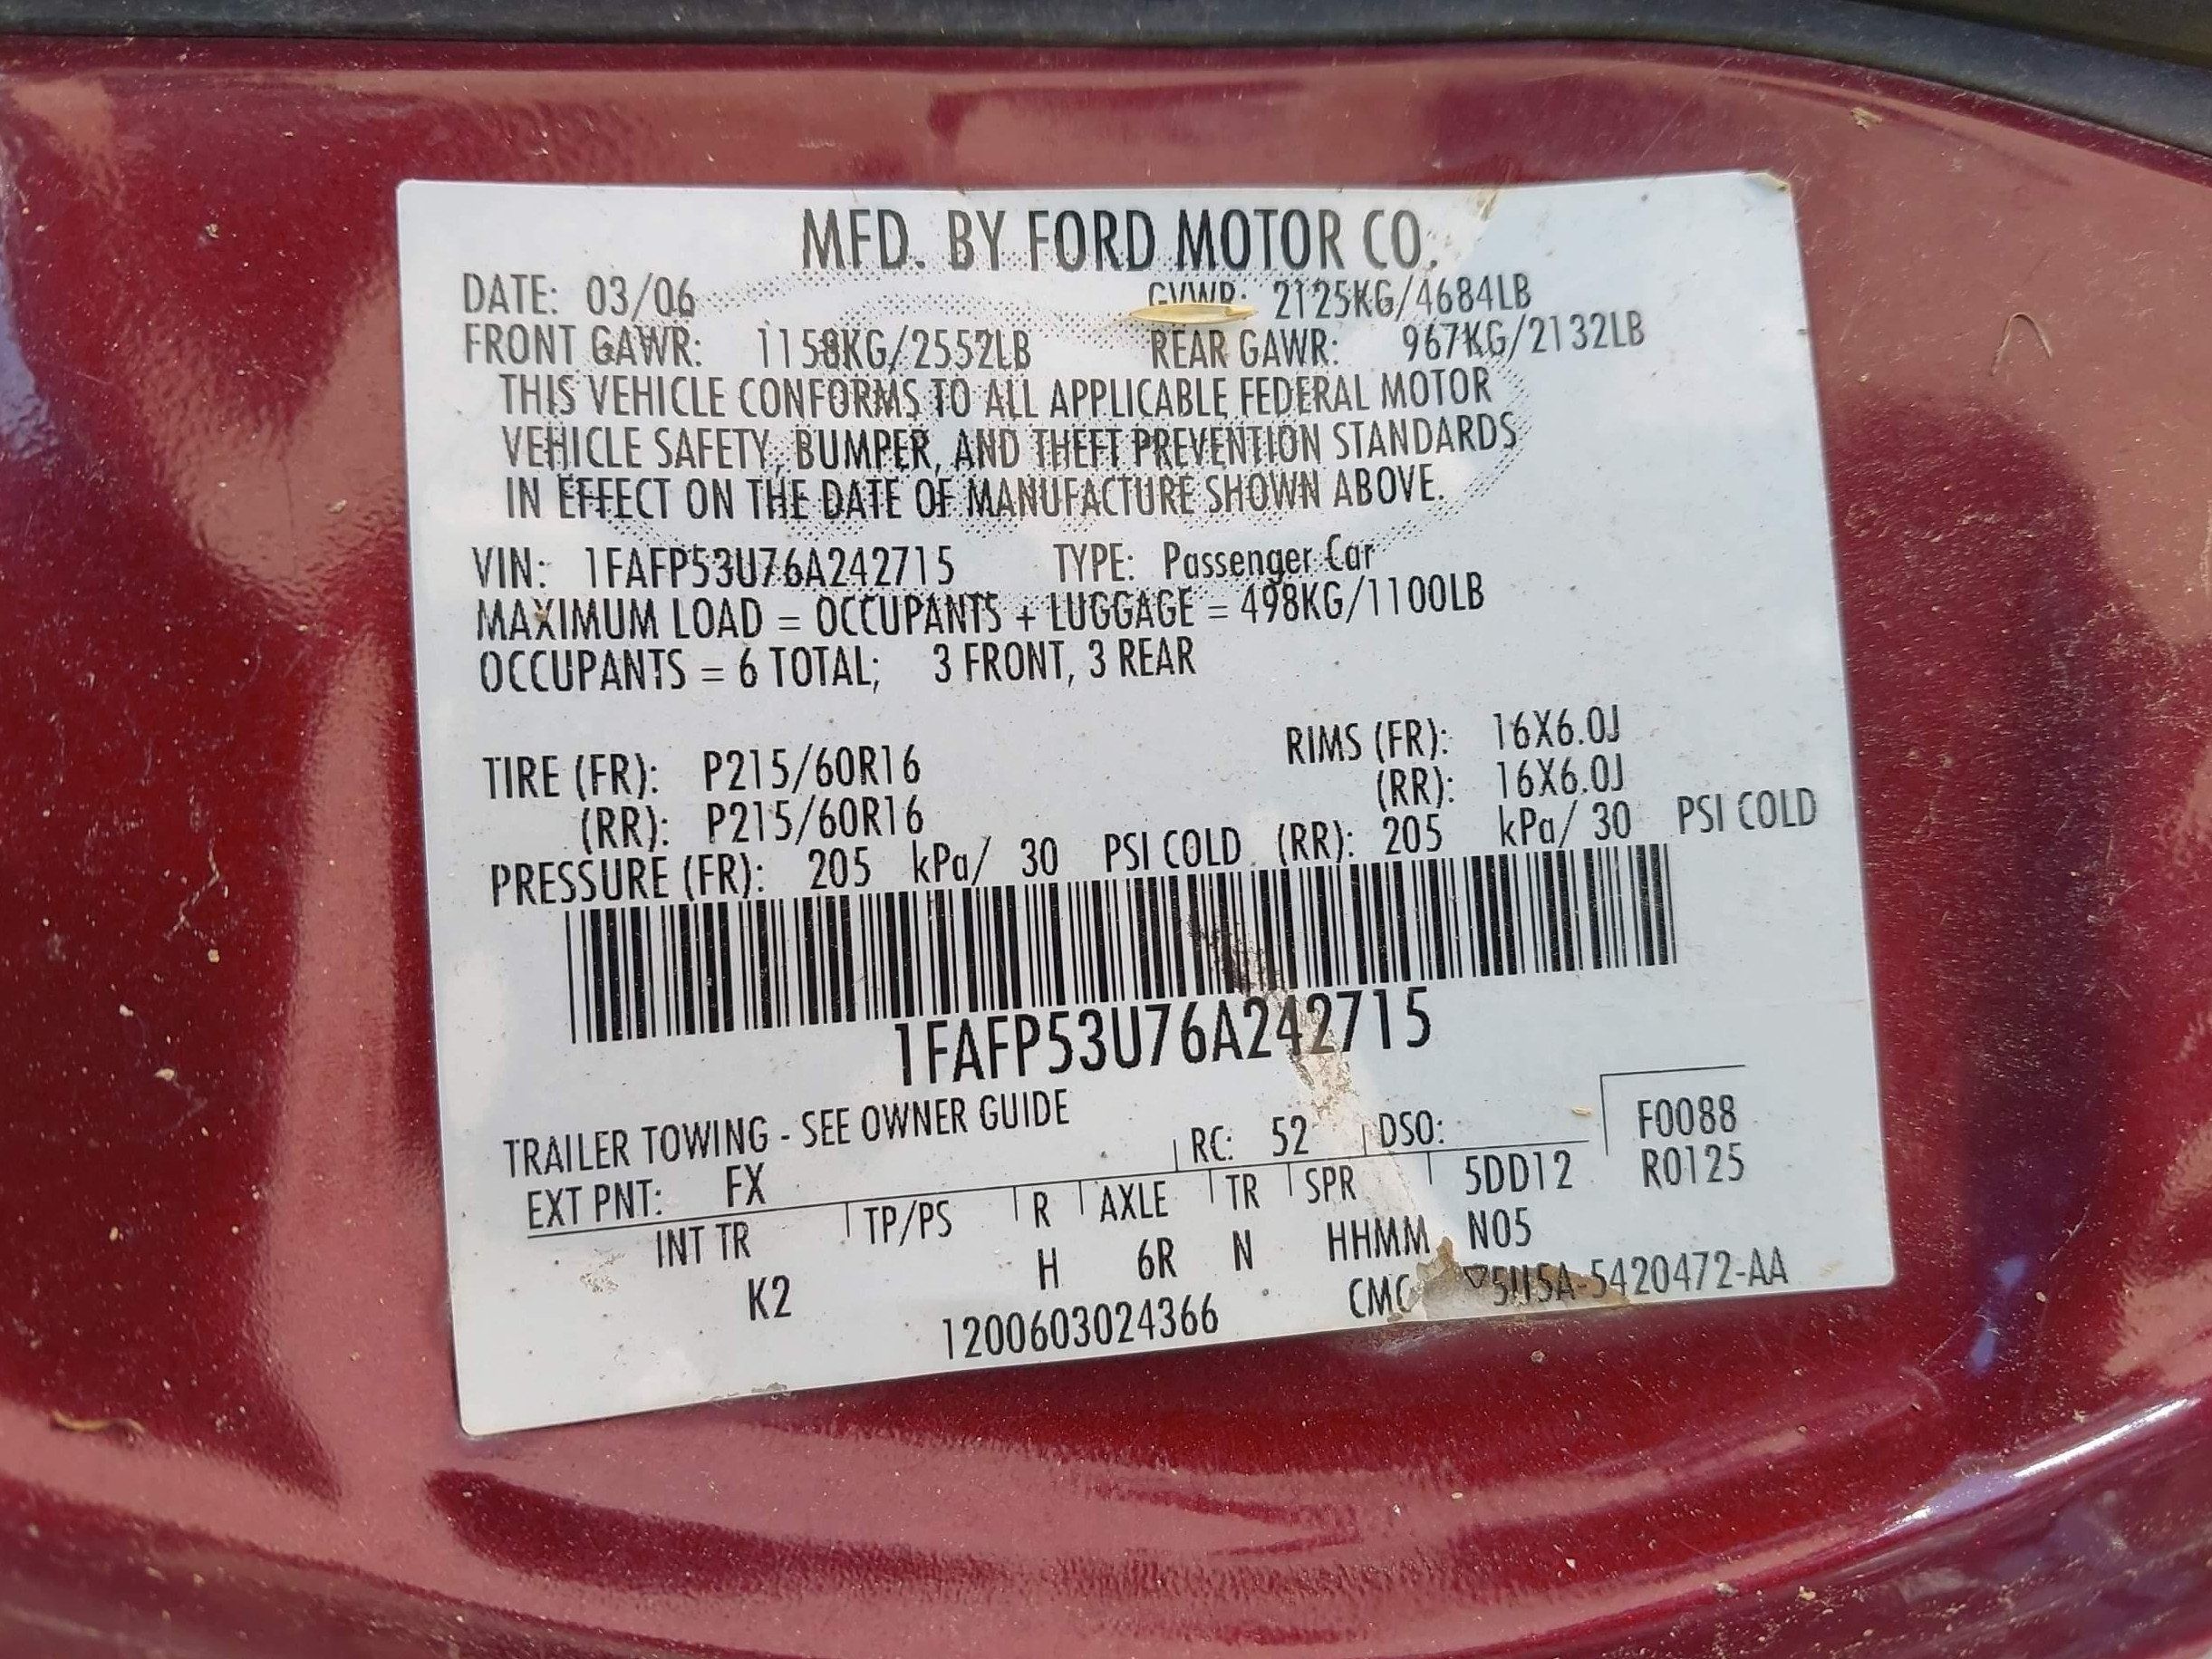 MFD. BY FORD MOTOR CO.
DATE: 03/06 GVWR: 2125KG/4684LB
FRONT GAWR: 1158KG/2552LB REAR GAWR: 967KG/2132LB
THIS VEHICLE CONFORMS TO ALL APPLICABLE FEDERAL MOTOR
VEHICLE SAFETY, BUMPER, AND THEFT PREVENTION STANDARDS
IN EFFECT ON THE DATE OF MANUFACTURE SHOWN ABOVE.
VIN: 1FAFP53U76A242715 TYPE: Passenger Car
MAXIMUM LOAD = OCCUPANTS + LUGGAGE = 498KG/1100LB
OCCUPANTS = 6 TOTAL; 3 FRONT, 3 REAR
TIRE (FR): P215/60R16 RIMS (FR): 16X6.0J
(RR): P215/60R16 (RR): 16X6.0J
PRESSURE (FR): 205 kPa/ 30 PSI COLD (RR): 205 kPa/ 30 PSI COLD
1FAFP53U76A242715
TRAILER TOWING - SEE OWNER GUIDE
EXT PNT: FX RC: 52 DSO: F0088
INT TR TP/PS R AXLE TR SPR 5DD12 R0125
K2 H 6R N HHMM N05
1200603024366 CMC